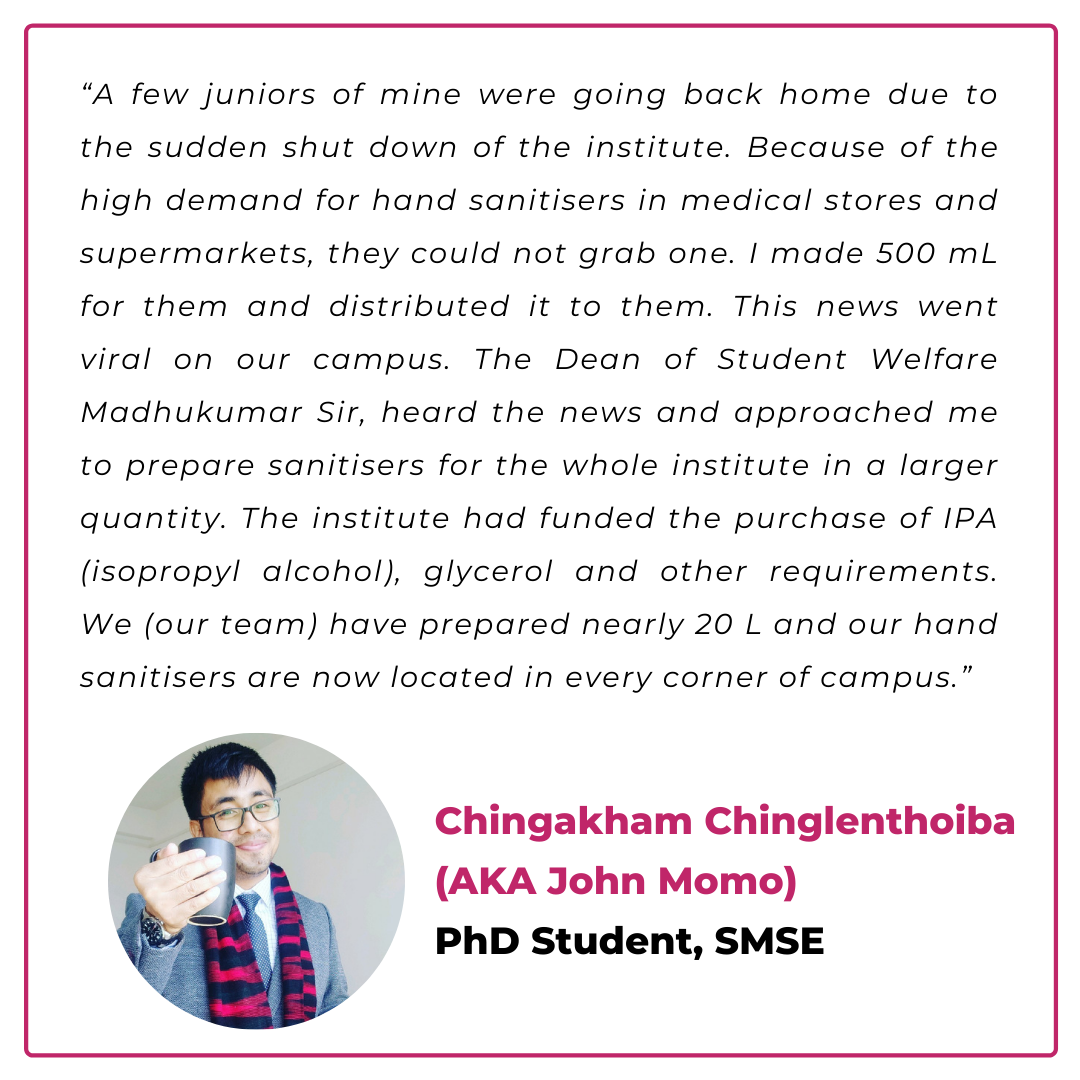 “A few juniors of mine were going back home due to
the sudden shut down of the institute. Because of the
high demand for hand sanitisers in medical stores and
supermarkets, they could not grab one. I made 500 mL
for them and distributed it to them. This news went
viral on our campus. The Dean of Student Welfare
Madhukumar Sir, heard the news and approached me
to prepare sanitisers for the whole institute in a larger
quantity. The institute had funded the purchase of IPA
(isopropyl alcohol), glycerol and other requirements.
We (our team) have prepared nearly 20 L and our hand
sanitisers are now located in every corner of campus.”
Chingakham Chinglenthoiba
(AKA John Momo)
PhD Student, SMSE